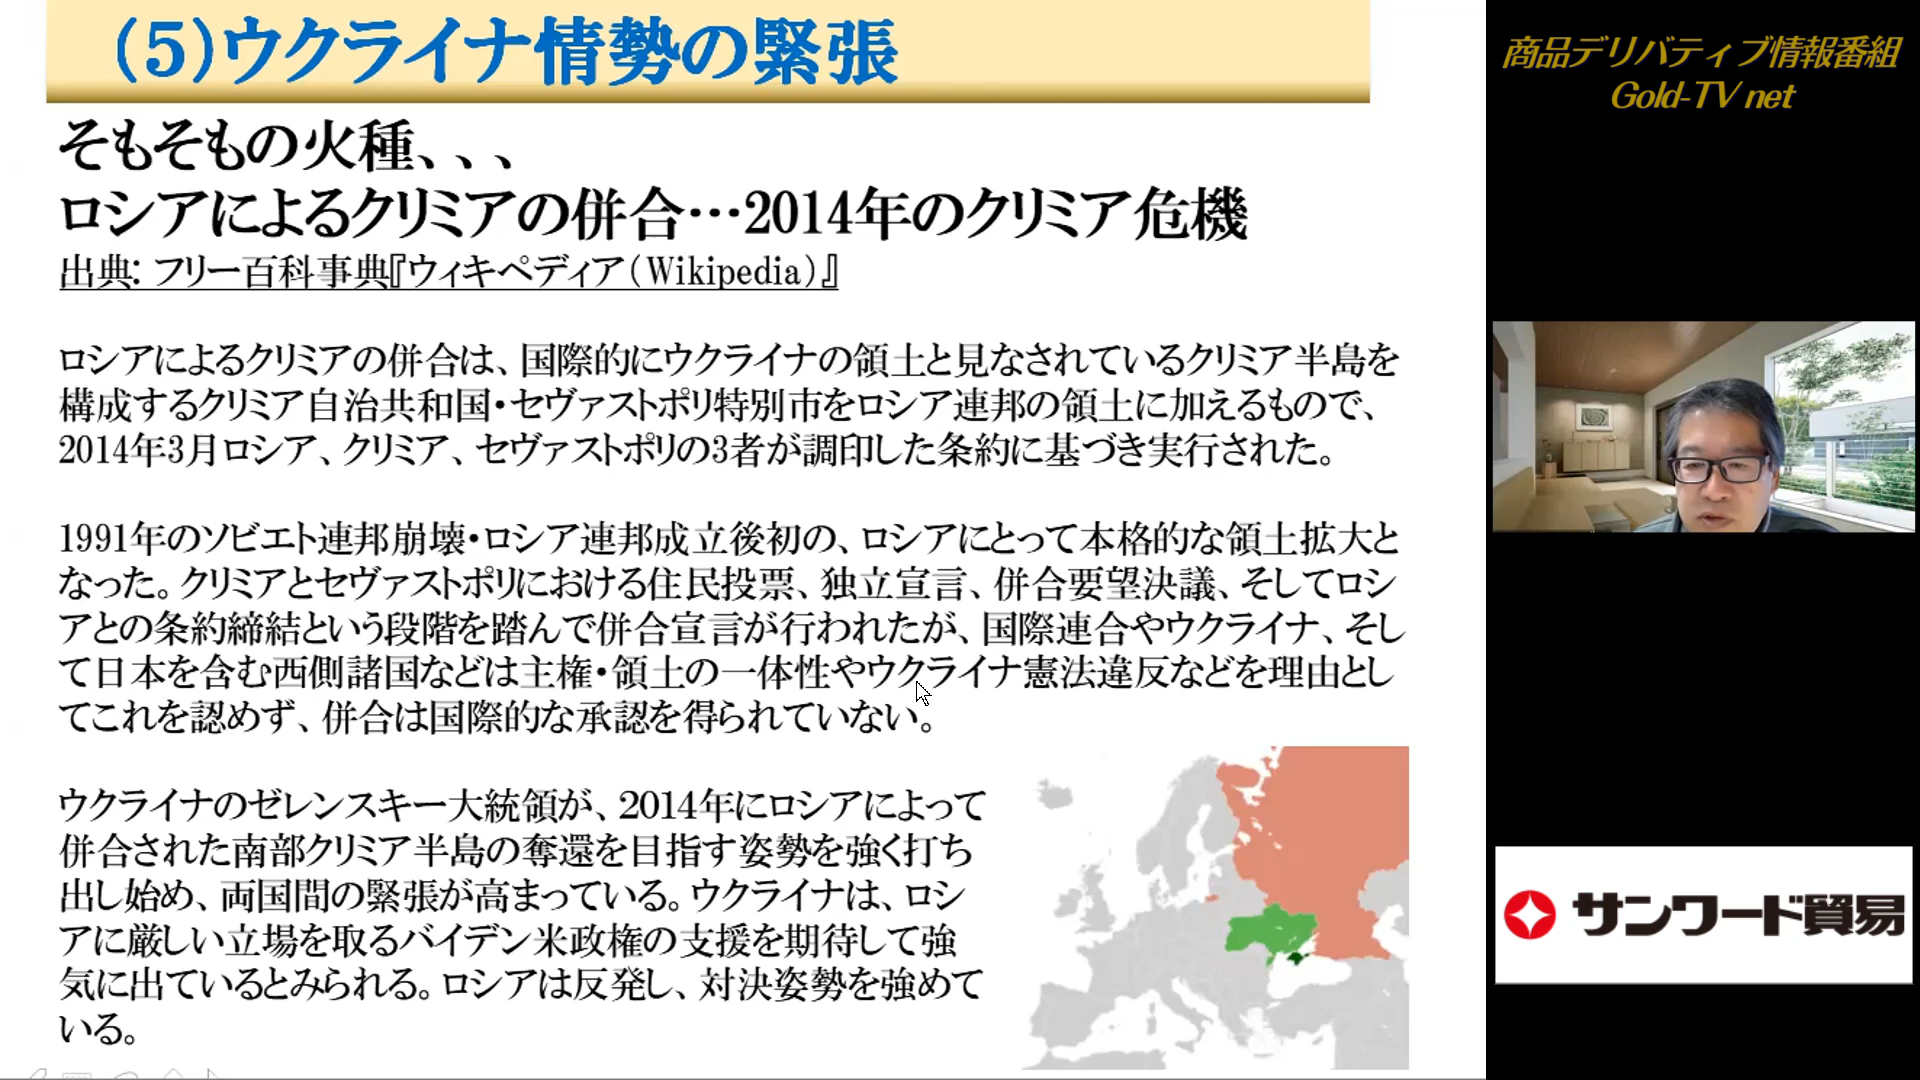 （5）ウクライナ情勢の緊張
そもそもの火種、、、
ロシアによるクリミアの併合…2014年のクリミア危機
出典: フリー百科事典『ウィキペディア（Wikipedia）』
ロシアによるクリミアの併合は、国際的にウクライナの領土と見なされているクリミア半島を
構成するクリミア自治共和国・セヴァストポリ特別市をロシア連邦の領土に加えるもので、
2014年3月ロシア、クリミア、セヴァストポリの3者が調印した条約に基づき実行された。
1991年のソビエト連邦崩壊・ロシア連邦成立後初の、ロシアにとって本格的な領土拡大と
なった。クリミアとセヴァストポリにおける住民投票、独立宣言、併合要望決議、そしてロシ
アとの条約締結という段階を踏んで併合宣言が行われたが、国際連合やウクライナ、そし
て日本を含む西側諸国などは主権・領土の一体性やウクライナ憲法違反などを理由とし
てこれを認めず、併合は国際的な承認を得られていない。
ウクライナのゼレンスキー大統領が、2014年にロシアによって
併合された南部クリミア半島の奪還を目指す姿勢を強く打ち
出し始め、両国間の緊張が高まっている。ウクライナは、ロシ
アに厳しい立場を取るバイデン米政権の支援を期待して強
気に出ているとみられる。ロシアは反発し、対決姿勢を強めて
いる。
商品デリバティブ情報番組
Gold-TV net
サンワード貿易